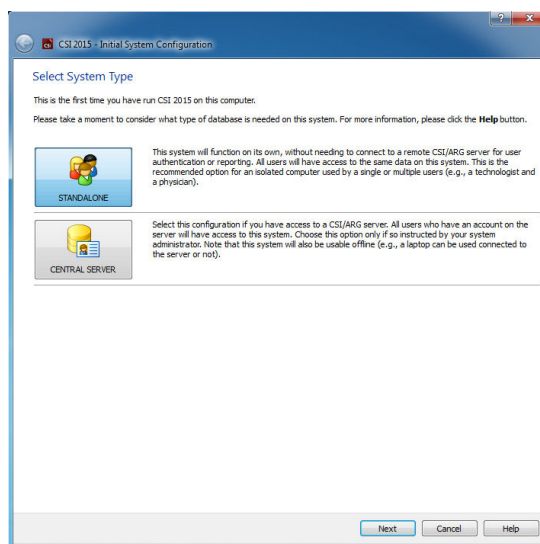 CSI 2015 - Initial System Configuration
Select System Type
This is the first time you have run CSI 2015 on this computer.
Please take a moment to consider what type of database is needed on this system. For more information, please click the Help button.
This system will function on its own, without needing to connect to a remote CSI/ARG server for user
authentication or reporting. All users will have access to the same data on this system. This is the
recommended option for an isolated computer used by a single or multiple users (e.g., a technologist and
a physician).
STANDALONE
Select this configuration if you have access to a CSI/ARG server. All users who have an account on the
server will have access to this system. Choose this option only if so instructed by your system
administrator. Note that this system will also be usable offline (e.g., a laptop can be used connected to
the server or not).
CENTRAL SERVER
Next Cancel Help